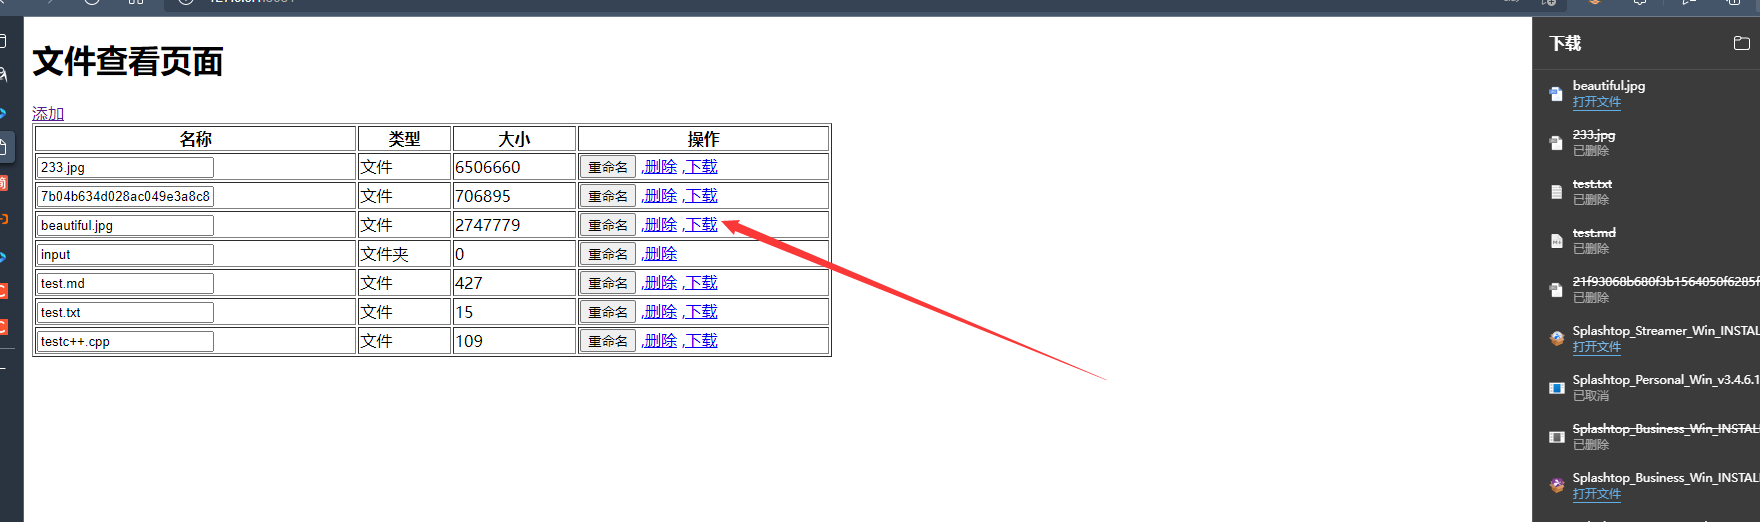 文件查看页面
添加
名称 类型 大小 操作
233.jpg 文件 6506660 重命名 ,删除 ,下载
7b04b634d028ac049e3a8c8 文件 706895 重命名 ,删除 ,下载
beautiful.jpg 文件 2747779 重命名 ,删除 ,下载
input 文件夹 0 重命名 ,删除
test.md 文件 427 重命名 ,删除 ,下载
test.txt 文件 15 重命名 ,删除 ,下载
testc++.cpp 文件 109 重命名 ,删除 ,下载
下载
beautiful.jpg
打开文件
233.jpg
已删除
test.txt
已删除
test.md
已删除
21f93068b680f3b1564050f6285f
已删除
Splashtop_Streamer_Win_INSTAL
打开文件
Splashtop_Personal_Win_v3.4.6.1
已取消
Splashtop_Business_Win_INSTAL
已删除
Splashtop_Business_Win_INSTAL
打开文件